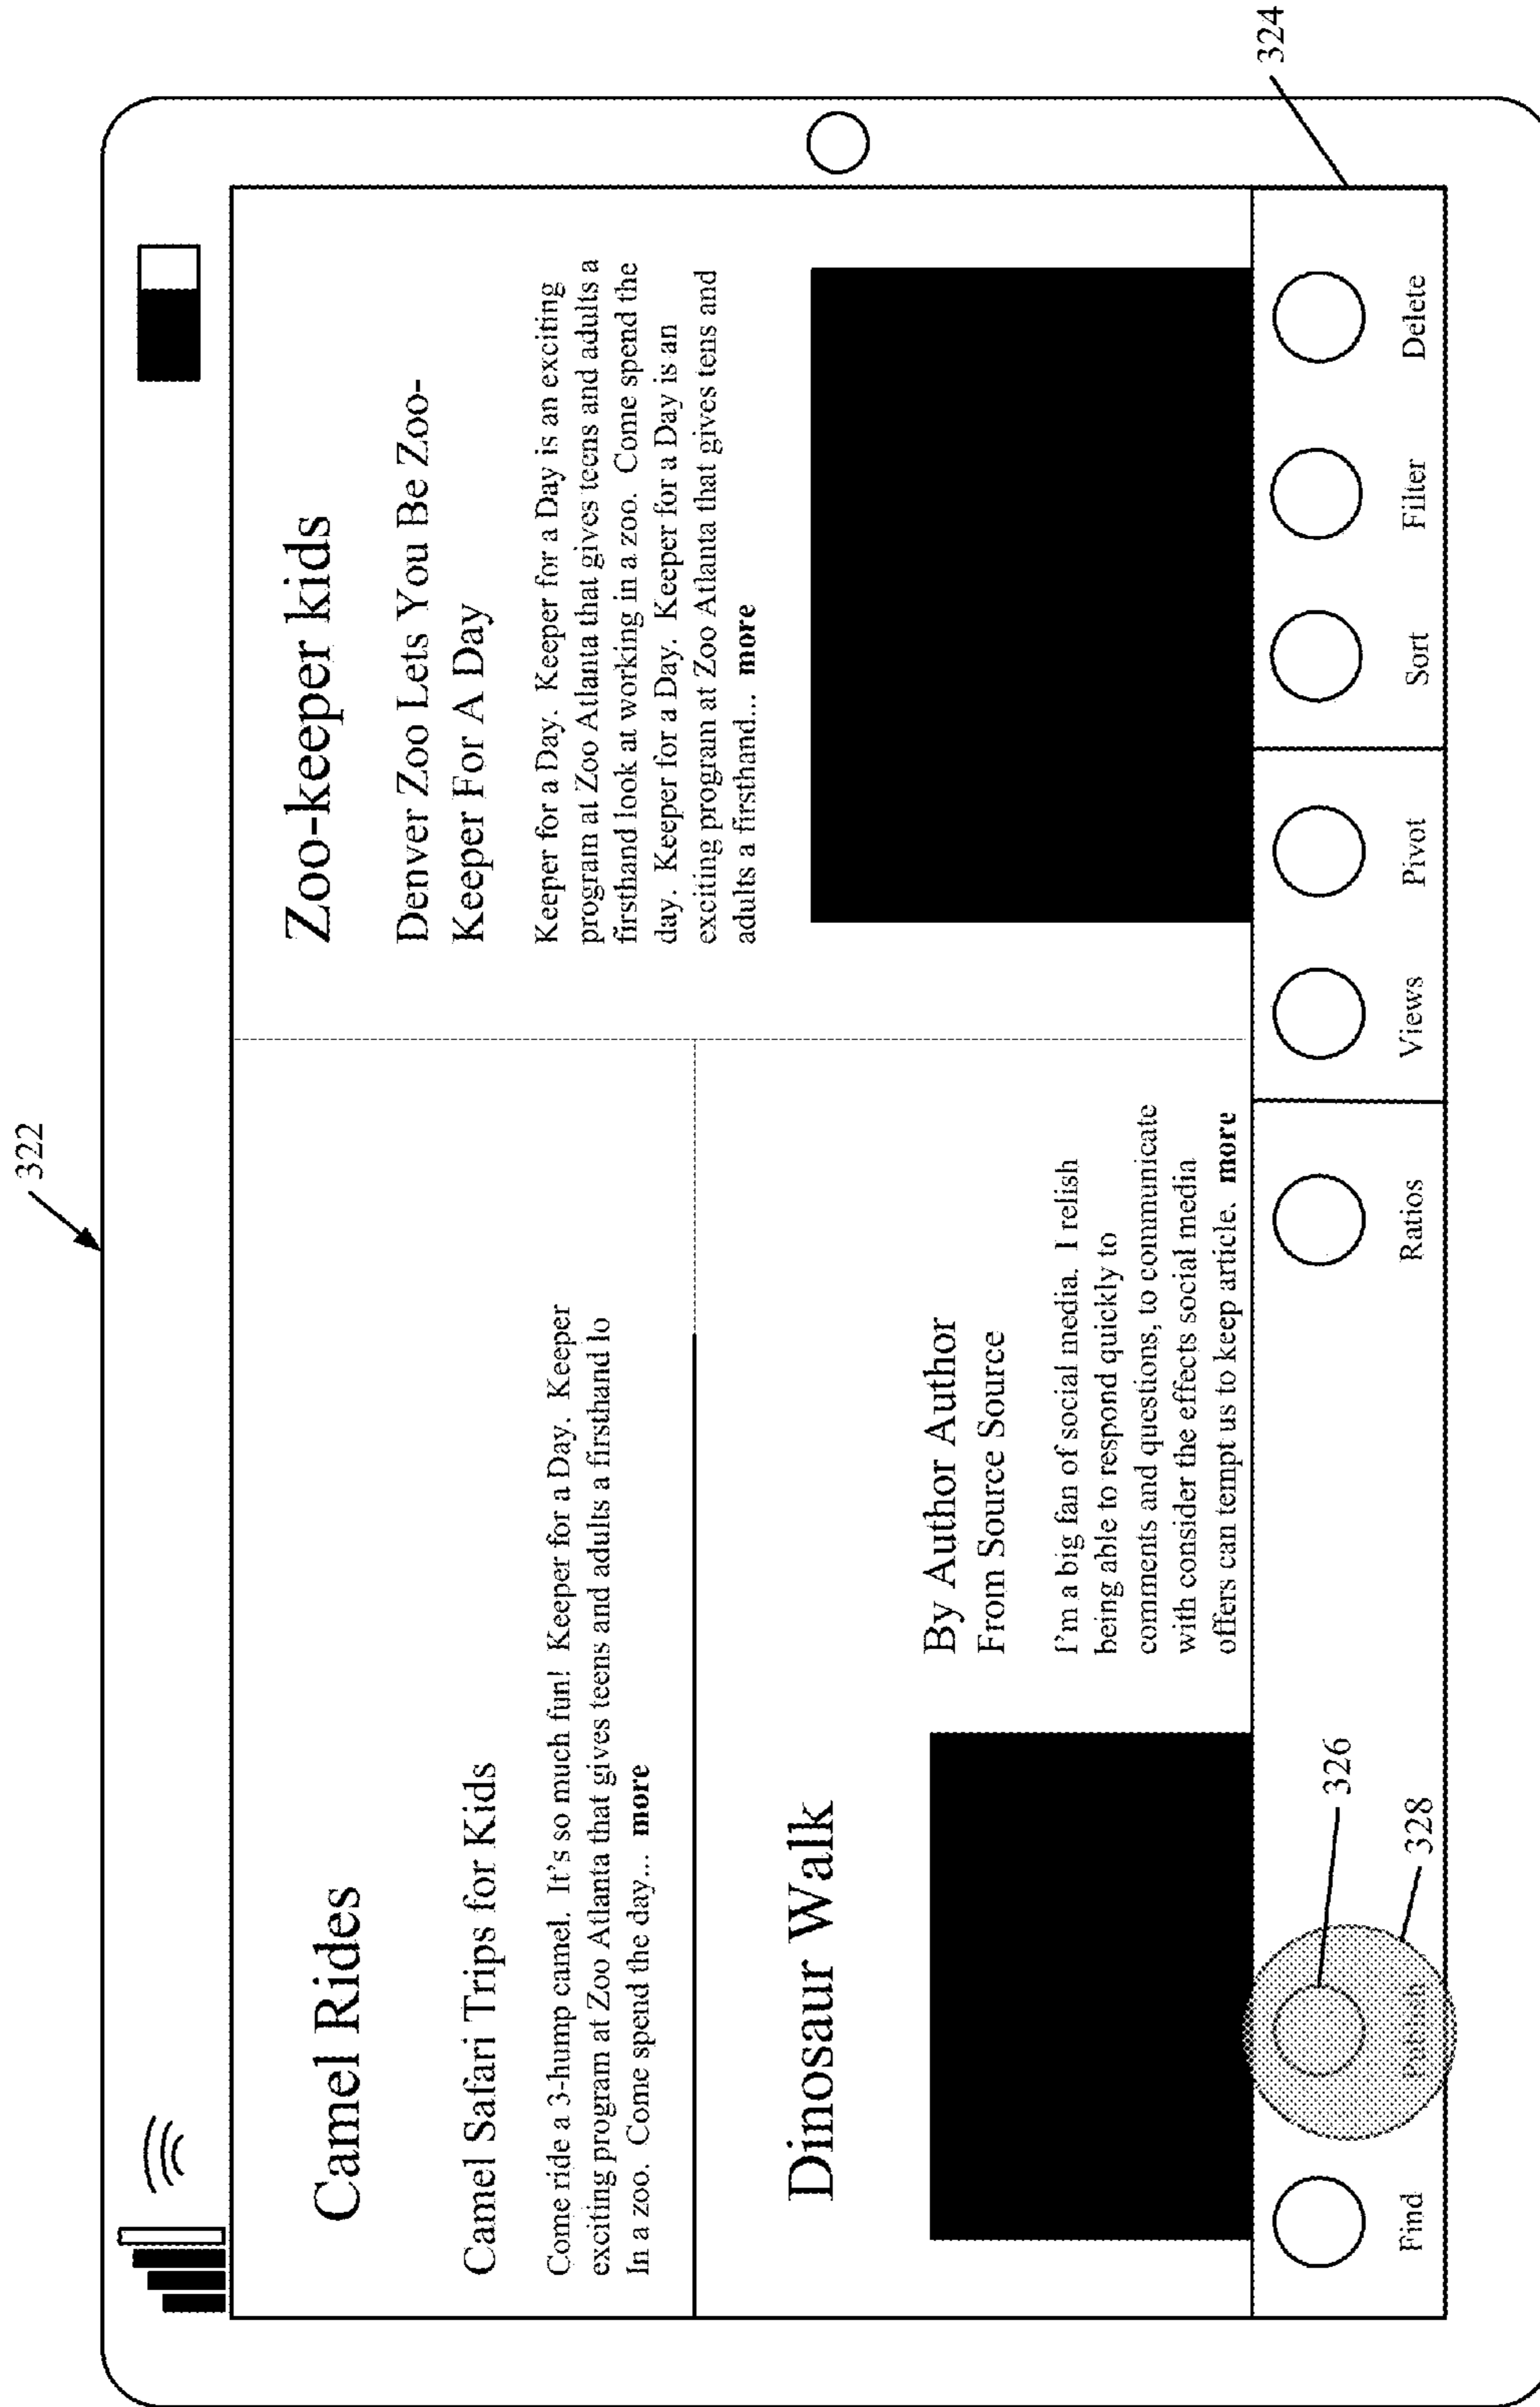 322
Camel Rides
Camel Safari Trips for Kids
Come ride a 3-hump camel. It's so much fun! Keeper for a Day. Keeper
exciting program at Zoo Atlanta that gives teens and adults a firsthand lo
In a zoo. Come spend the day... more
Dinosaur Walk
By Author Author
From Source Source
I'm a big fan of social media. I relish
being able to respond quickly to
comments and questions, to communicate
with consider the effects social media
offers can tempt us to keep article. more
Zoo-keeper kids
Denver Zoo Lets You Be Zoo-
Keeper For A Day
Keeper for a Day. Keeper for a Day is an exciting
program at Zoo Atlanta that gives teens and adults a
firsthand look at working in a zoo. Come spend the
day. Keeper for a Day. Keeper for a Day is an
exciting program at Zoo Atlanta that gives tens and
adults a firsthand... more
326
328
324
Find
Publish
Ratios
Views
Pivot
Sort
Filter
Delete